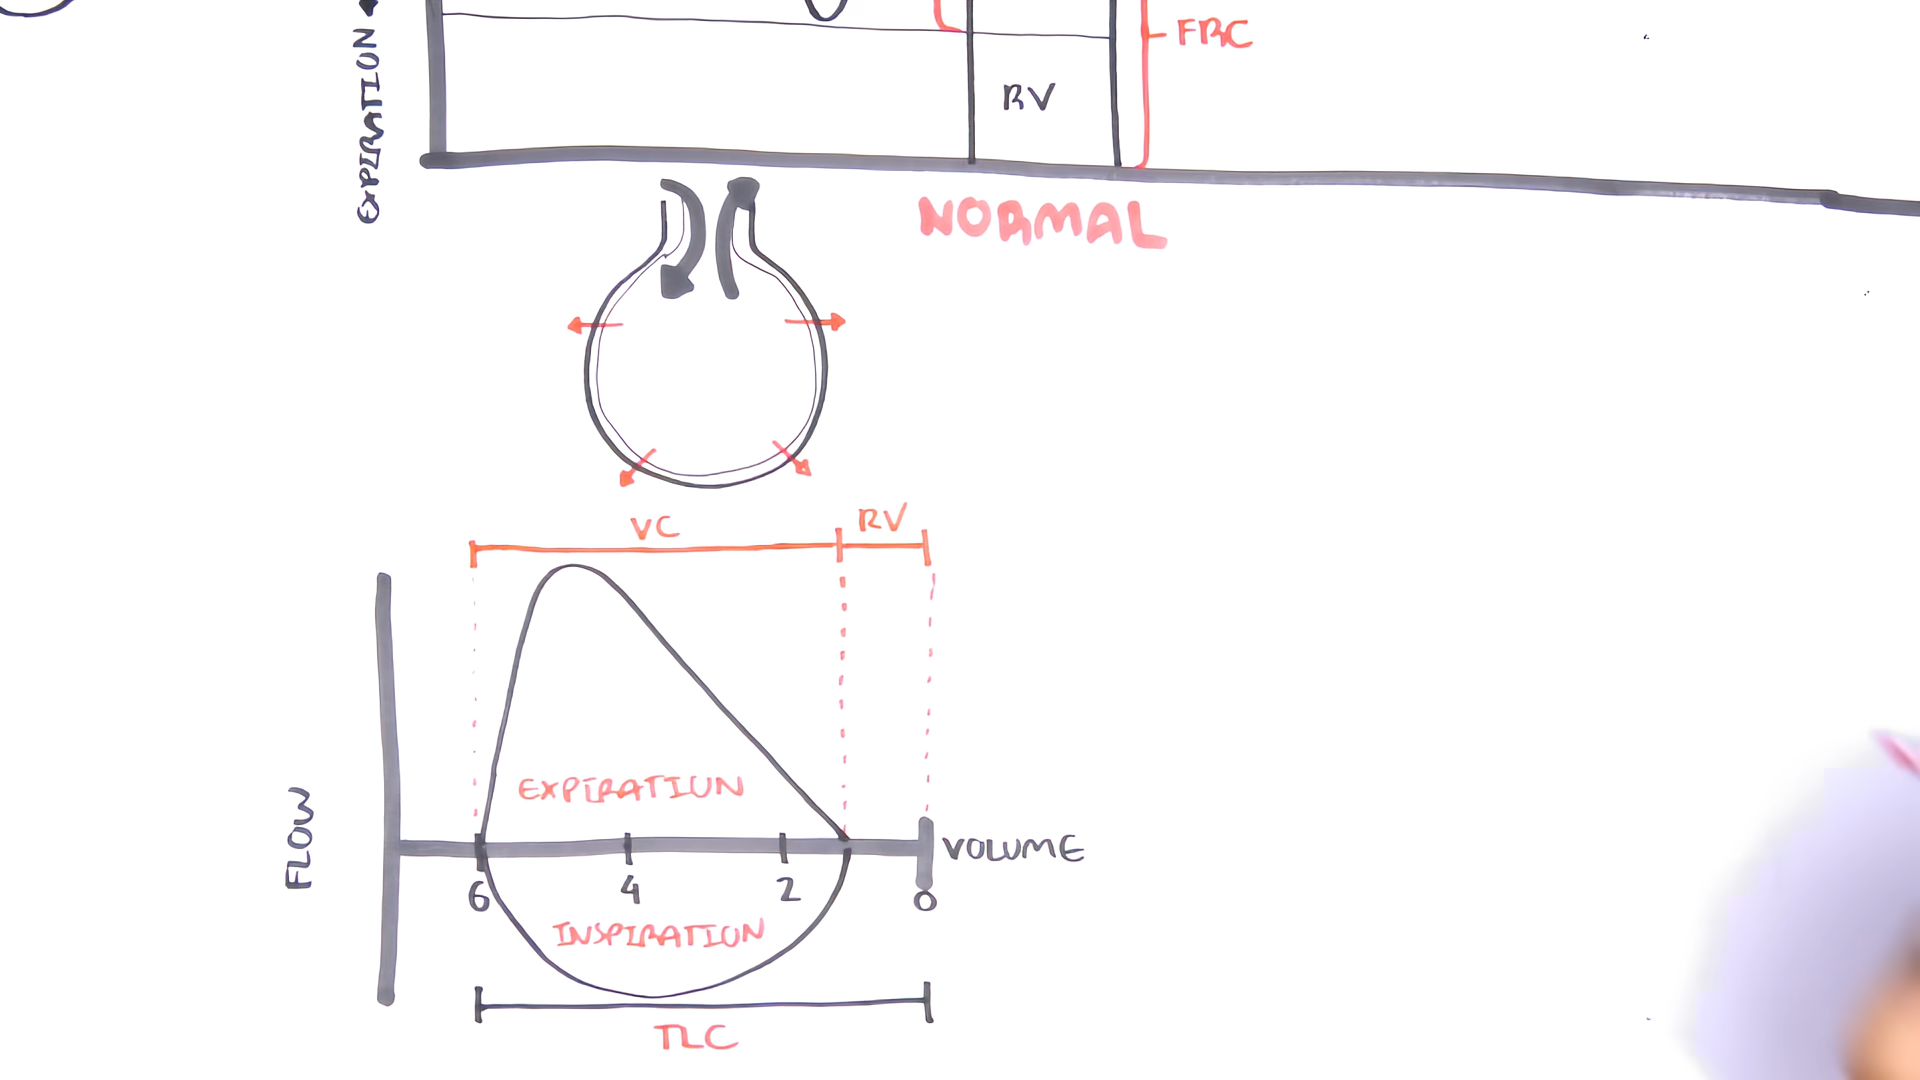 EXPIRATION
FRC
RV
NORMAL
VC
RV
EXPIRATION
FLOW
VOLUME
6 4 2 0
INSPIRATION
TLC